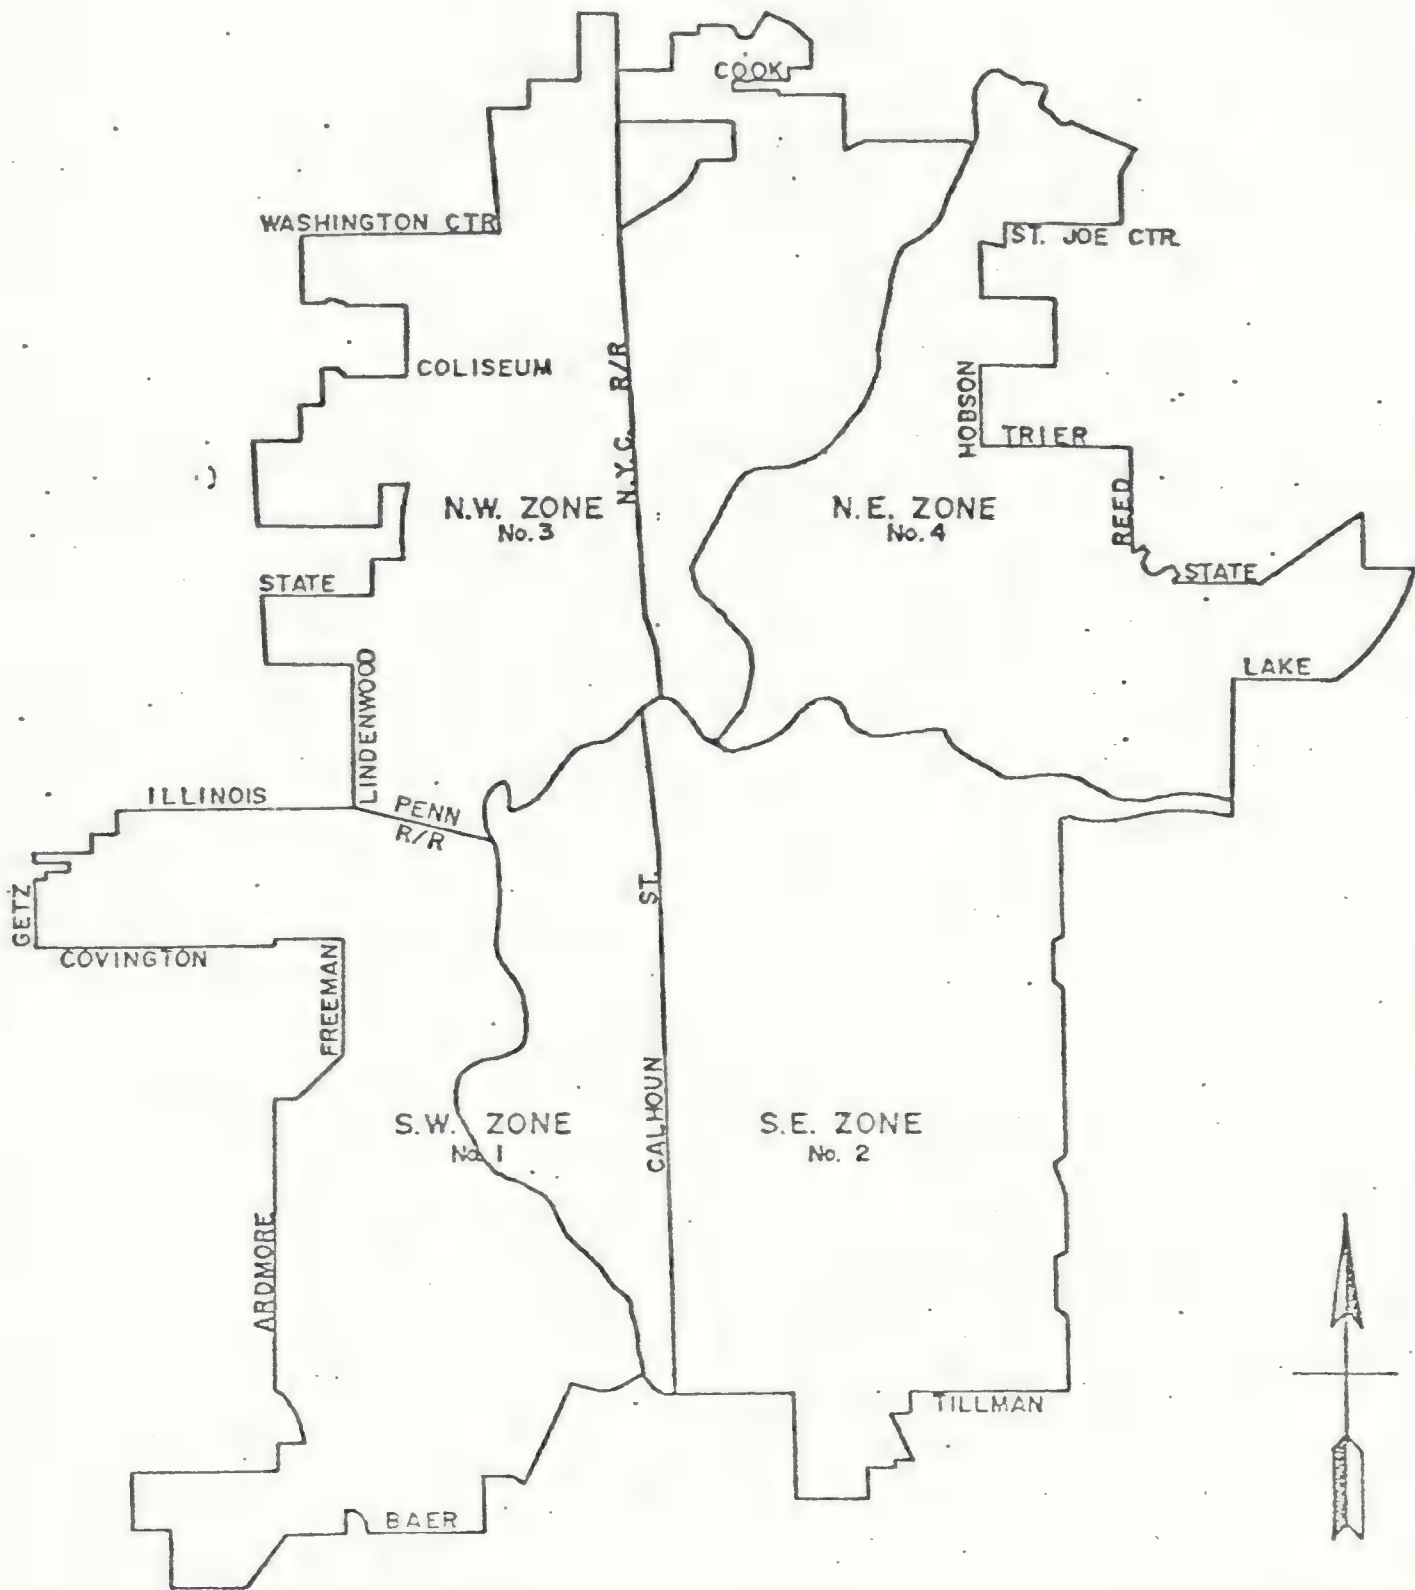 COOK
WASHINGTON CTR
ST. JOE CTR.
COLISEUM
N.Y.C. R/R
HOBSON
TRIER
REED
N.W. ZONE
No. 3
N.E. ZONE
No. 4
STATE
STATE
LINDENWOOD
LAKE
ILLINOIS
PENN
R/R
GETZ
COVINGTON
FREEMAN
CALHOUN ST.
S.W. ZONE
No. 1
S.E. ZONE
No. 2
ARDMORE
TILLMAN
BAER